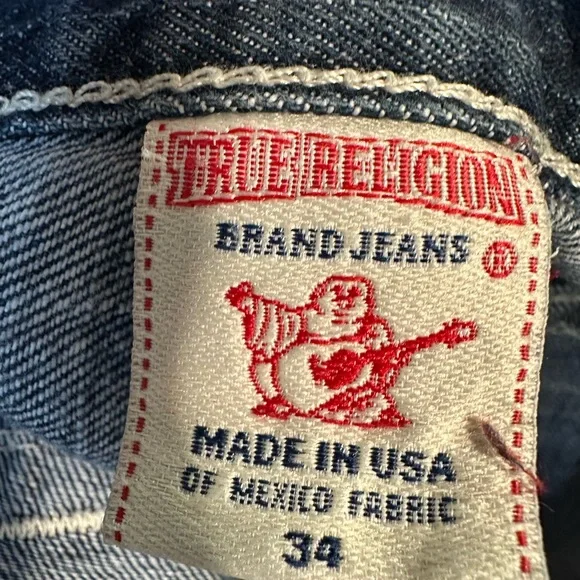 TRUE RELIGION
BRAND JEANS ®
MADE IN USA
OF MEXICO FABRIC
34